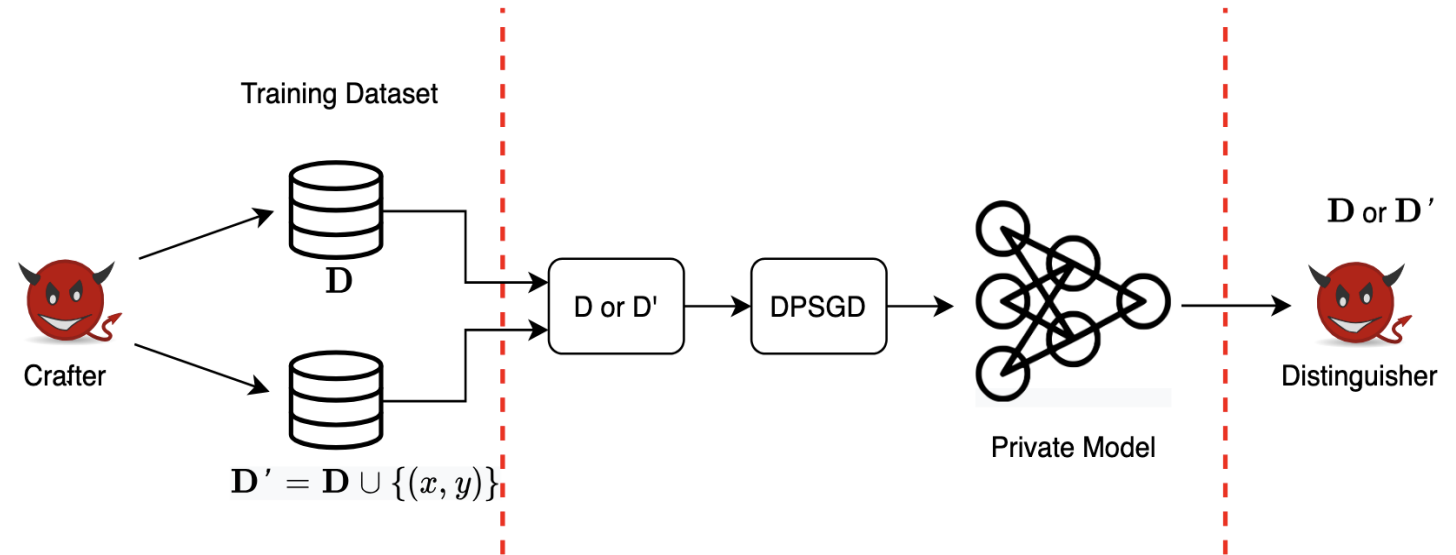 Training Dataset
D
D′ = D ∪ {(x, y)}
Crafter
D or D'
DPSGD
Private Model
D or D′
Distinguisher